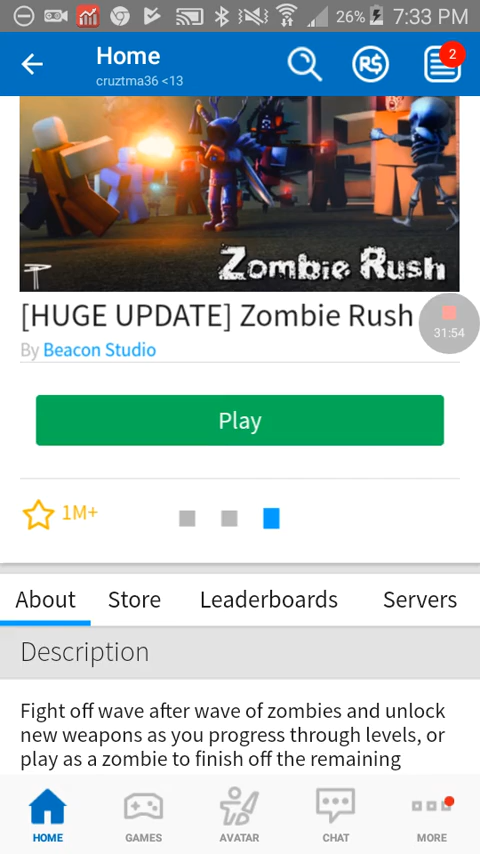 26% 7:33 PM
Home
cruztma36 <13
R$
2
Zombie Rush
[HUGE UPDATE] Zombie Rush
31:54
By Beacon Studio
Play
1M+
About Store Leaderboards Servers
Description
Fight off wave after wave of zombies and unlock
new weapons as you progress through levels, or
play as a zombie to finish off the remaining
HOME GAMES AVATAR CHAT MORE